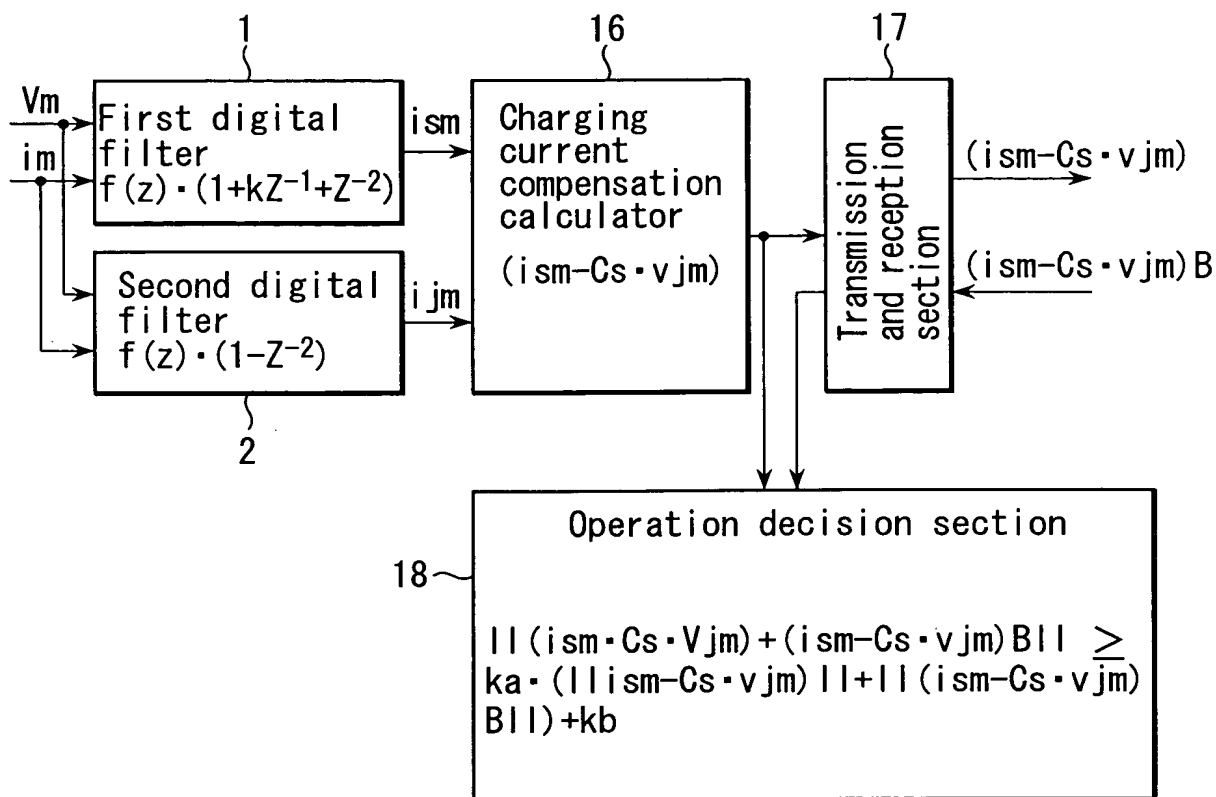 1
16
17
Vm
im
First digital
filter
f(z)·(1+kZ⁻¹+Z⁻²)
ism
Second digital
filter
f(z)·(1-Z⁻²)
ijm
2
Charging
current
compensation
calculator
(ism-Cs·vjm)
Transmission
and reception
section
(ism-Cs·vjm)
(ism-Cs·vjm)B
18
Operation decision section
||(ism·Cs·Vjm)+(ism-Cs·vjm)B|| ≥
ka·(||ism-Cs·vjm)||+||(ism-Cs·vjm)
B||)+kb